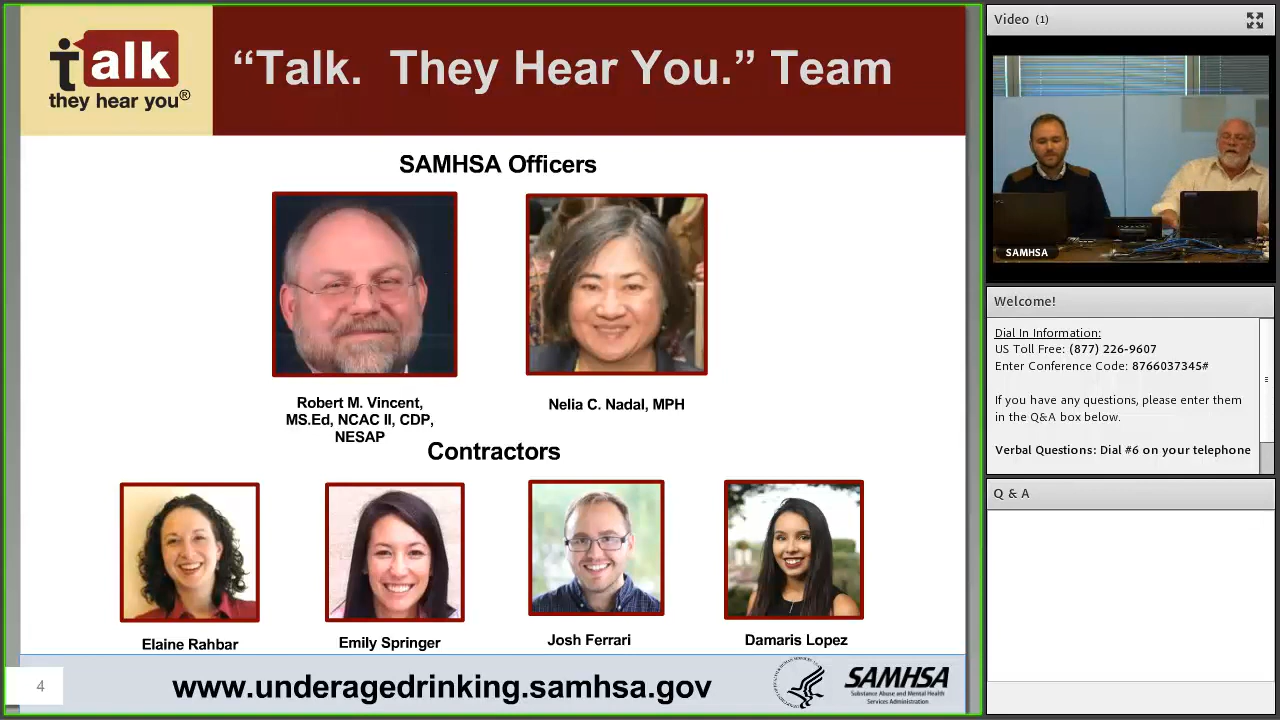 talk
they hear you®
“Talk. They Hear You.” Team
SAMHSA Officers
Robert M. Vincent,
MS.Ed, NCAC II, CDP,
NESAP
Nelia C. Nadal, MPH
Contractors
Elaine Rahbar
Emily Springer
Josh Ferrari
Damaris Lopez
4
www.underagedrinking.samhsa.gov
SAMHSA
Substance Abuse and Mental Health
Services Administration
Video (1)
SAMHSA
Welcome!
Dial In Information:
US Toll Free: (877) 226-9607
Enter Conference Code: 8766037345#
If you have any questions, please enter them
in the Q&A box below.
Verbal Questions: Dial #6 on your telephone
Q & A